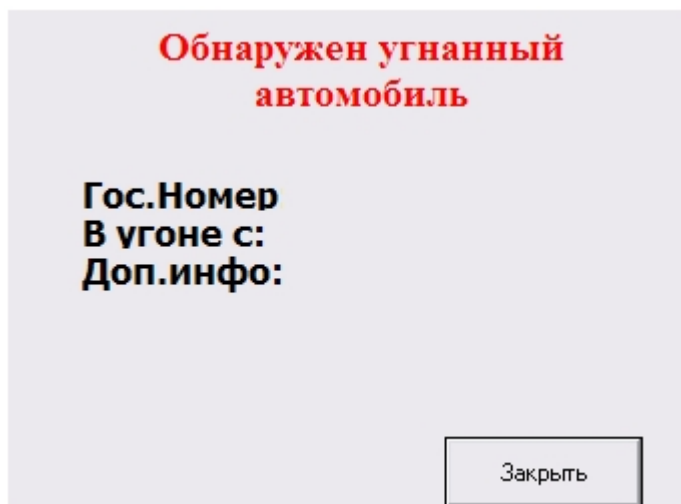 Обнаружен угнанный
автомобиль
Гос.Номер
В угоне с:
Доп.инфо:
Закрыть